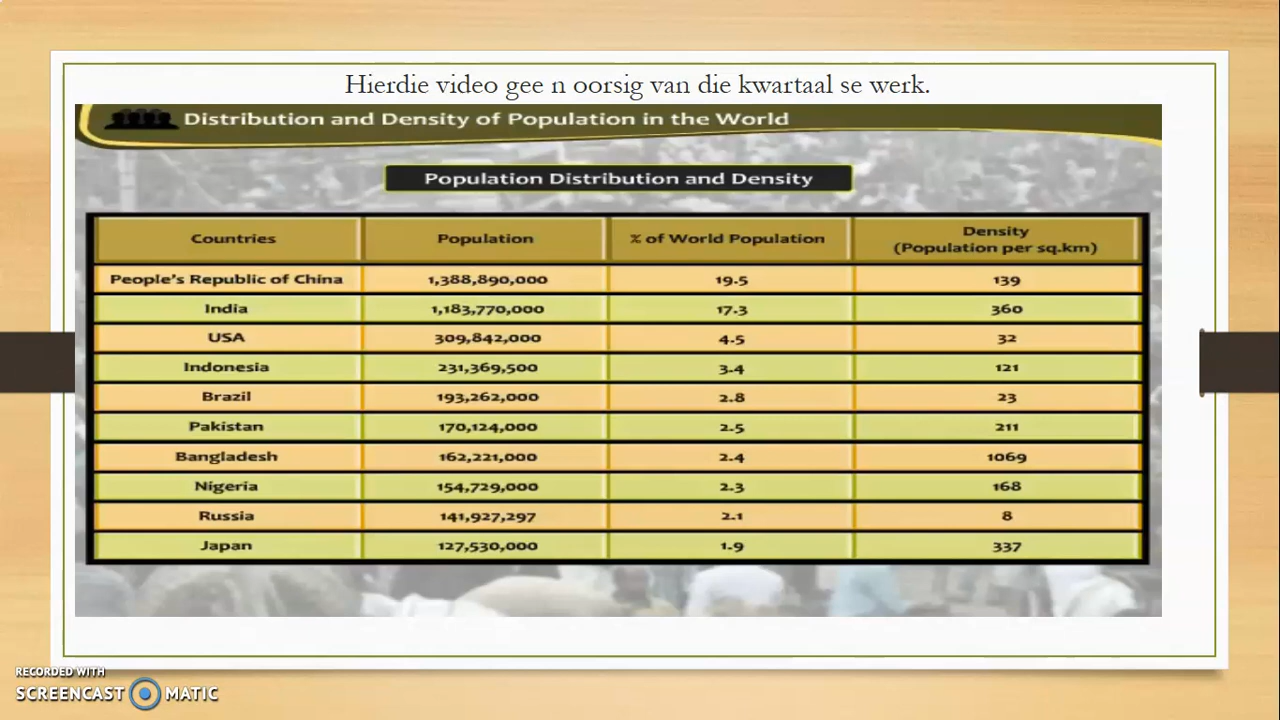 Hierdie video gee n oorsig van die kwartaal se werk.
Distribution and Density of Population in the World
Population Distribution and Density
Countries Population % of World Population Density (Population per sq.km)
People's Republic of China 1,388,890,000 19.5 139
India 1,183,770,000 17.3 360
USA 309,842,000 4.5 32
Indonesia 231,369,500 3.4 121
Brazil 193,262,000 2.8 23
Pakistan 170,124,000 2.5 211
Bangladesh 162,221,000 2.4 1069
Nigeria 154,729,000 2.3 168
Russia 141,927,297 2.1 8
Japan 127,530,000 1.9 337
RECORDED WITH
SCREENCAST MATIC